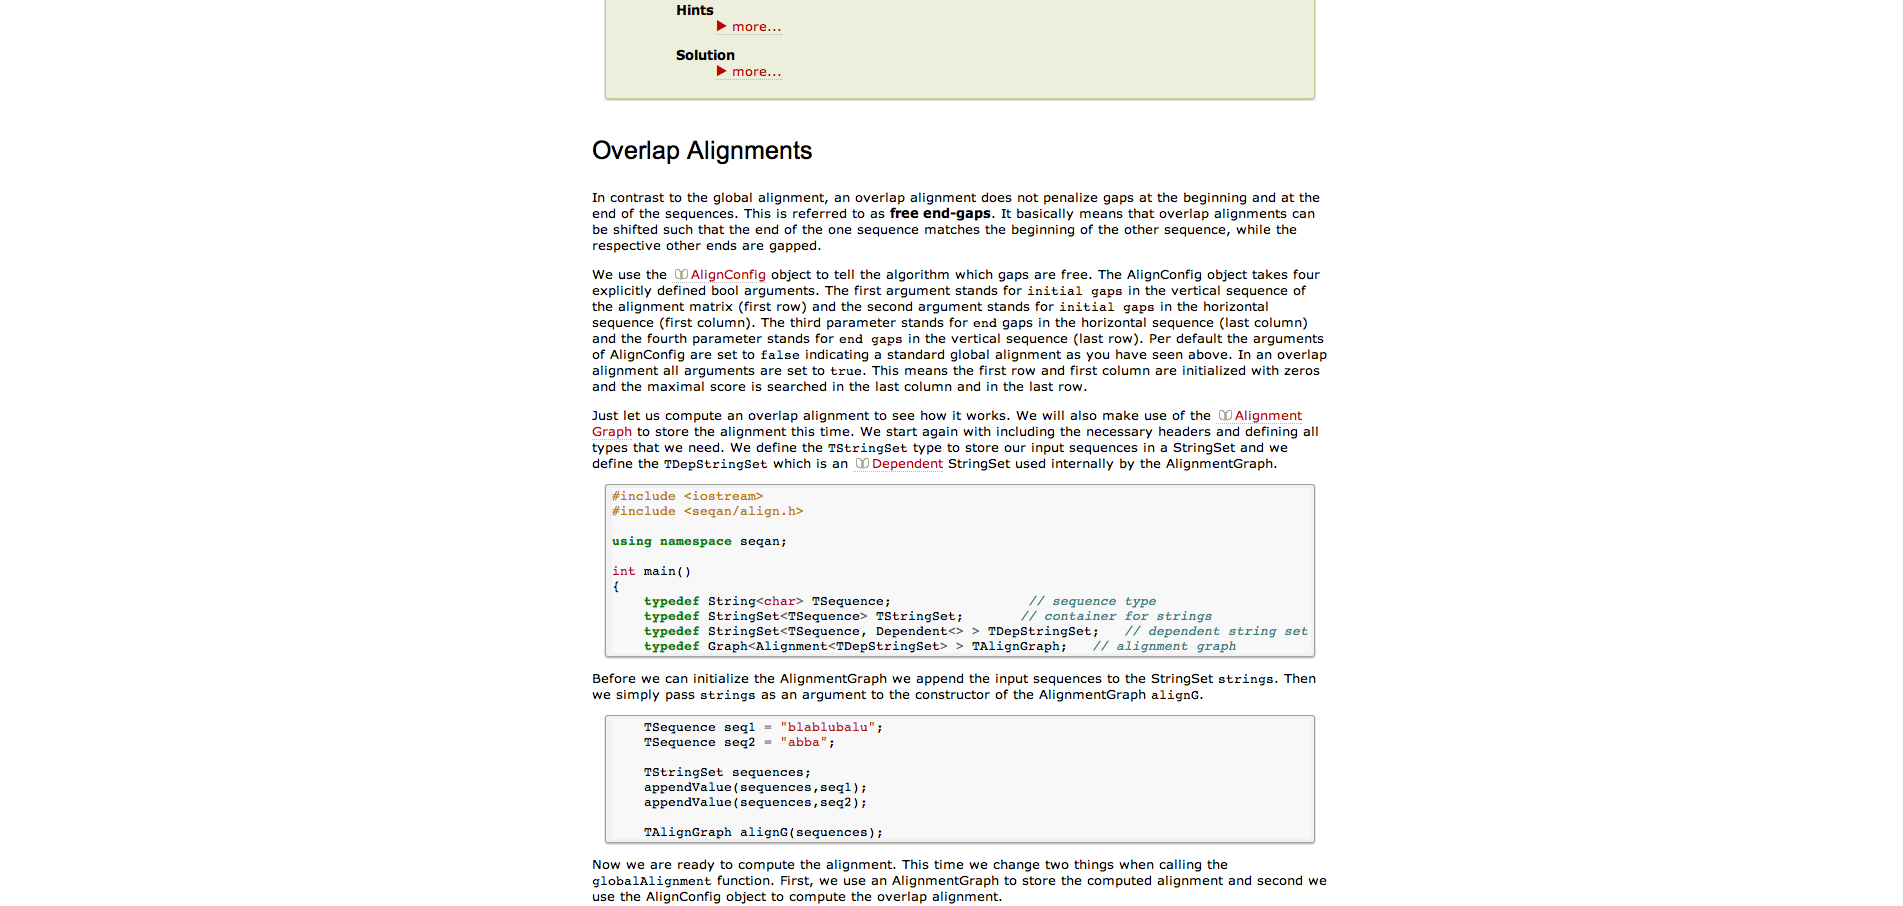 Hints
▶ more...
Solution
▶ more...
Overlap Alignments
In contrast to the global alignment, an overlap alignment does not penalize gaps at the beginning and at the
end of the sequences. This is referred to as free end-gaps. It basically means that overlap alignments can
be shifted such that the end of the one sequence matches the beginning of the other sequence, while the
respective other ends are gapped.
We use the AlignConfig object to tell the algorithm which gaps are free. The AlignConfig object takes four
explicitly defined bool arguments. The first argument stands for initial gaps in the vertical sequence of
the alignment matrix (first row) and the second argument stands for initial gaps in the horizontal
sequence (first column). The third parameter stands for end gaps in the horizontal sequence (last column)
and the fourth parameter stands for end gaps in the vertical sequence (last row). Per default the arguments
of AlignConfig are set to false indicating a standard global alignment as you have seen above. In an overlap
alignment all arguments are set to true. This means the first row and first column are initialized with zeros
and the maximal score is searched in the last column and in the last row.
Just let us compute an overlap alignment to see how it works. We will also make use of the Alignment
Graph to store the alignment this time. We start again with including the necessary headers and defining all
types that we need. We define the TStringSet type to store our input sequences in a StringSet and we
define the TDepStringSet which is an Dependent StringSet used internally by the AlignmentGraph.
#include <iostream>
#include <seqan/align.h>
using namespace seqan;
int main()
{
typedef String<char> TSequence; // sequence type
typedef StringSet<TSequence> TStringSet; // container for strings
typedef StringSet<TSequence, Dependent<> > TDepStringSet; // dependent string set
typedef Graph<Alignment<TDepStringSet> > TAlignGraph; // alignment graph
Before we can initialize the AlignmentGraph we append the input sequences to the StringSet strings. Then
we simply pass strings as an argument to the constructor of the AlignmentGraph alignG.
TSequence seq1 = "blablubalu";
TSequence seq2 = "abba";
TStringSet sequences;
appendValue(sequences,seq1);
appendValue(sequences,seq2);
TAlignGraph alignG(sequences);
Now we are ready to compute the alignment. This time we change two things when calling the
globalAlignment function. First, we use an AlignmentGraph to store the computed alignment and second we
use the AlignConfig object to compute the overlap alignment.